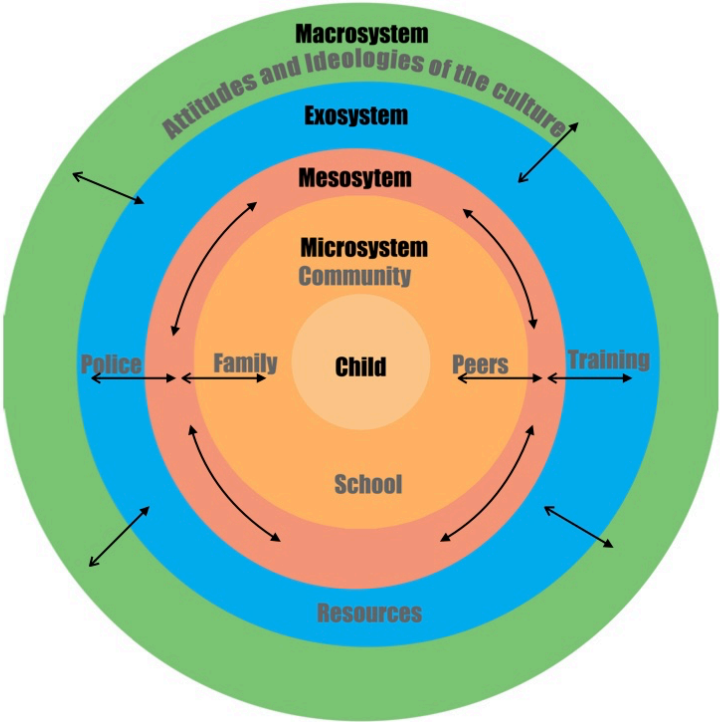 Macrosystem
Attitudes and Ideologies of the culture
Exosystem
Mesosytem
Microsystem
Community
Police
Family
Child
Peers
Training
School
Resources